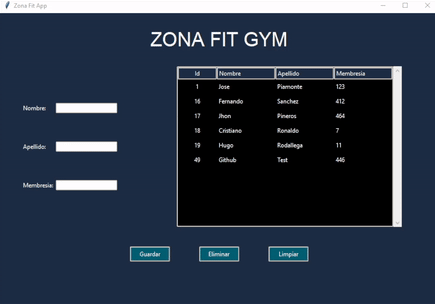 Zona Fit App
ZONA FIT GYM
Id Nombre Apellido Membresia
1 Jose Piamonte 123
16 Fernando Sanchez 412
17 Jhon Pineros 464
18 Cristiano Ronaldo 7
19 Hugo Rodallega 11
49 Github Test 446
Nombre:
Apellido:
Membresia:
Guardar Eliminar Limpiar